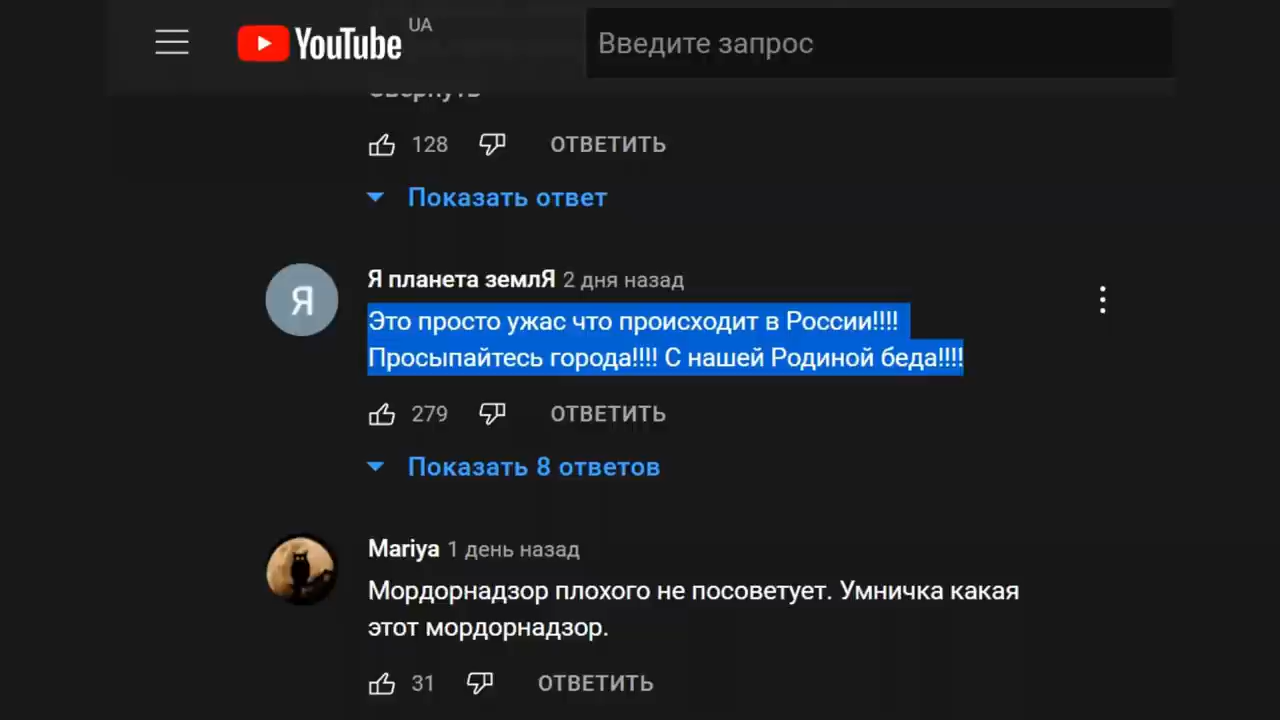 YouTube UA
Введите запрос
Свернуть
128 ОТВЕТИТЬ
Показать ответ
Я
Я планета землЯ 2 дня назад
Это просто ужас что происходит в России!!!!
Просыпайтесь города!!!! С нашей Родиной беда!!!!
279 ОТВЕТИТЬ
Показать 8 ответов
Mariya 1 день назад
Мордорнадзор плохого не посоветует. Умничка какая
этот мордорнадзор.
31 ОТВЕТИТЬ